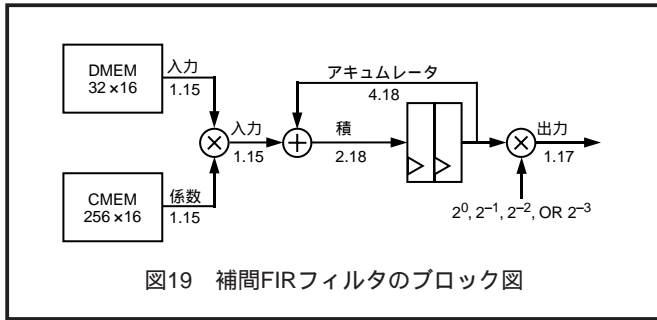 アキュムレータ
4.18
DMEM
32×16
入力
1.15
入力
1.15
積
2.18
出力
1.17
CMEM
256×16
係数
1.15
2⁰, 2⁻¹, 2⁻², OR 2⁻³
図19 補間FIRフィルタのブロック図